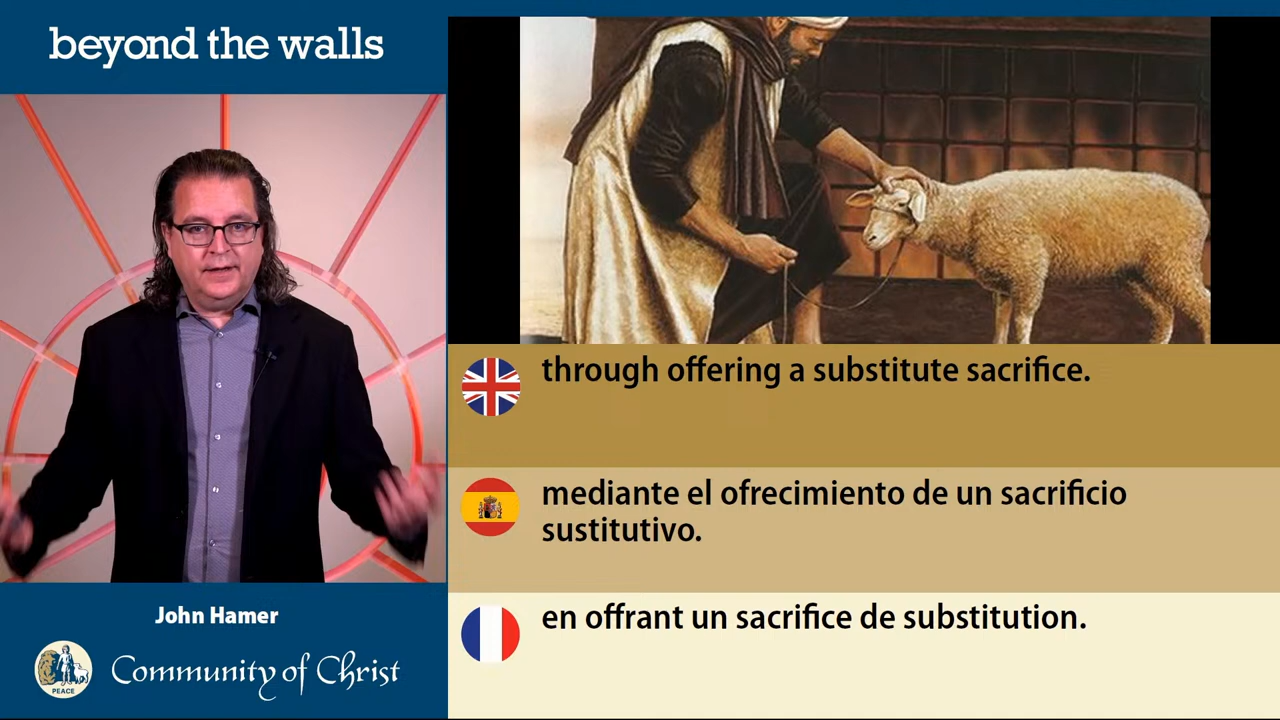 beyond the walls
John Hamer
PEACE
Community of Christ
through offering a substitute sacrifice.
mediante el ofrecimiento de un sacrificio
sustitutivo.
en offrant un sacrifice de substitution.